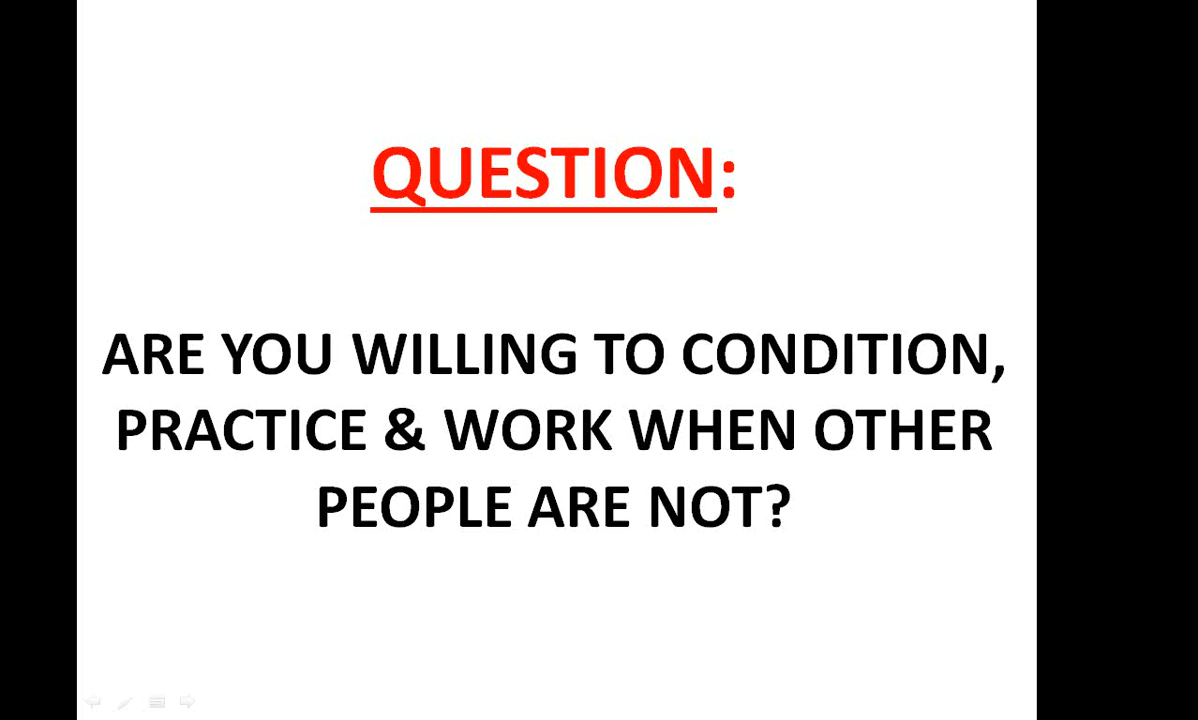 QUESTION:
ARE YOU WILLING TO CONDITION,
PRACTICE & WORK WHEN OTHER
PEOPLE ARE NOT?